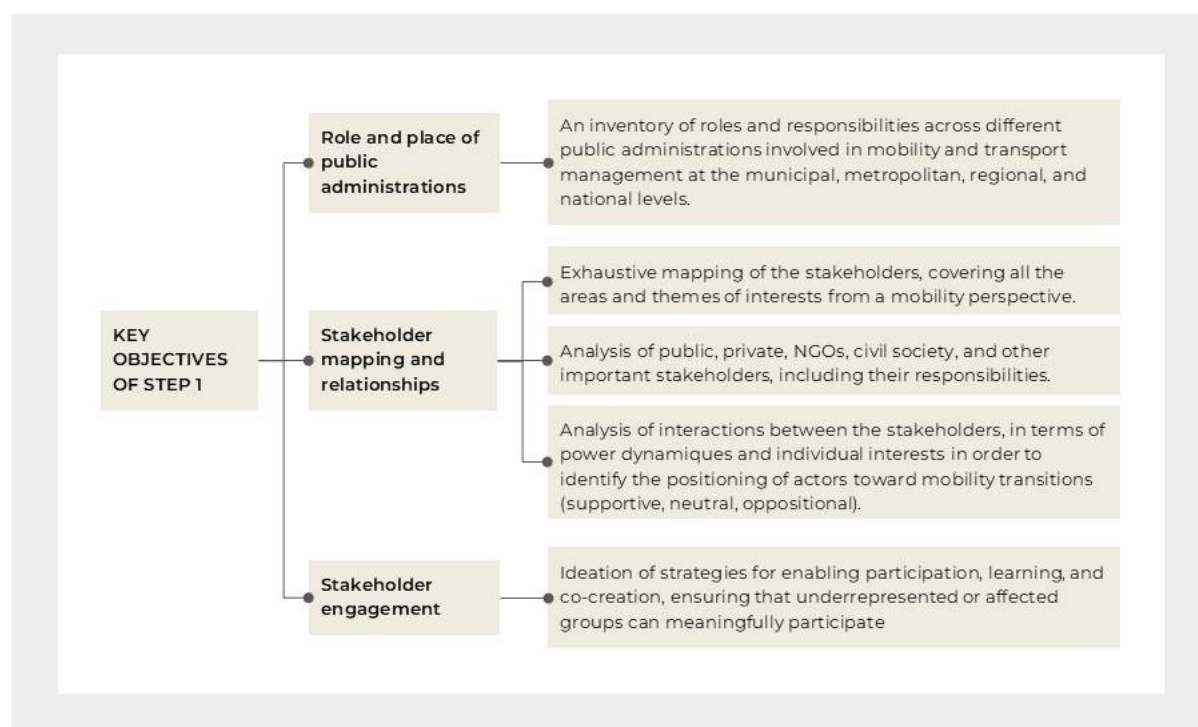 KEY
OBJECTIVES
OF STEP 1
Role and place of
public
administrations
An inventory of roles and responsibilities across different
public administrations involved in mobility and transport
management at the municipal, metropolitan, regional, and
national levels.
Stakeholder
mapping and
relationships
Exhaustive mapping of the stakeholders, covering all the
areas and themes of interests from a mobility perspective.
Analysis of public, private, NGOs, civil society, and other
important stakeholders, including their responsibilities.
Analysis of interactions between the stakeholders, in terms of
power dynamiques and individual interests in order to
identify the positioning of actors toward mobility transitions
(supportive, neutral, oppositional).
Stakeholder
engagement
Ideation of strategies for enabling participation, learning, and
co-creation, ensuring that underrepresented or affected
groups can meaningfully participate